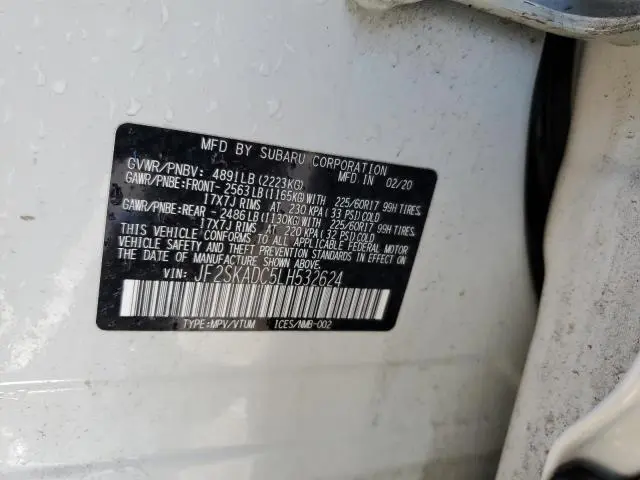 MFD BY SUBARU CORPORATION
GVWR/PNBV: 4891LB(2223KG) MFD IN 02/20
GAWR/PNBE:FRONT- 2563LB(1165KG)WITH 225/60R17 99H TIRES
17X7J RIMS AT 230 KPA(33 PSI)COLD
GAWR/PNBE:REAR - 2486LB(1130KG)WITH 225/60R17 99H TIRES
17X7J RIMS AT 220 KPA(32 PSI)COLD
THIS VEHICLE CONFORMS TO ALL APPLICABLE FEDERAL MOTOR
VEHICLE SAFETY AND THEFT PREVENTION STANDARDS IN EFFECT ON
THE DATE OF MANUFACTURE SHOWN ABOVE.
VIN: JF2SKADC5LH532624
TYPE:MPV/VTUM ICES/NMB-002